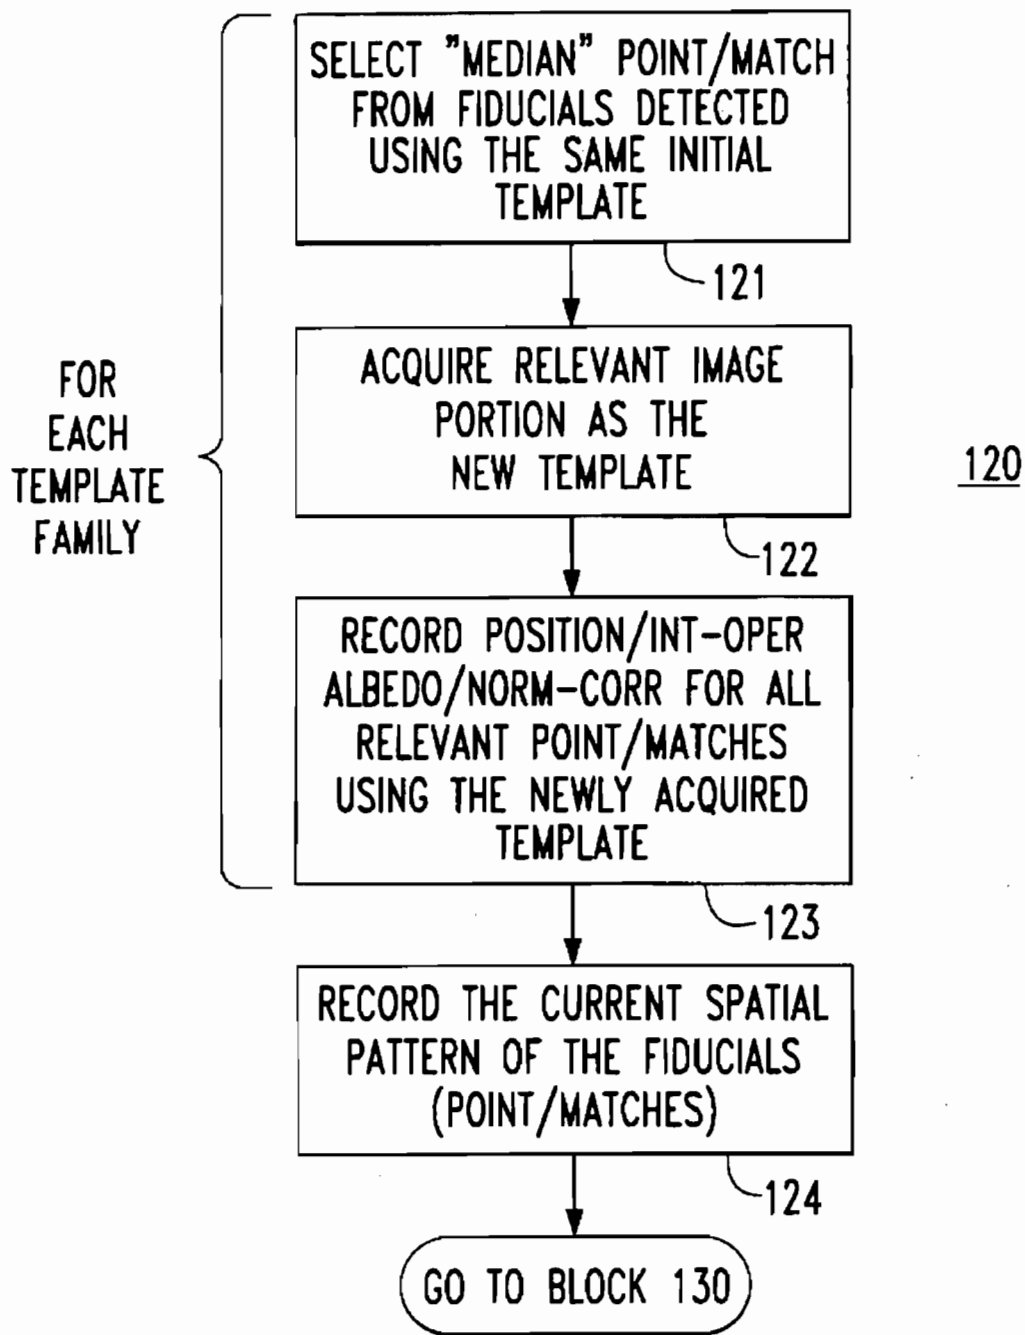 SELECT "MEDIAN" POINT/MATCH
FROM FIDUCIALS DETECTED
USING THE SAME INITIAL
TEMPLATE
121
ACQUIRE RELEVANT IMAGE
PORTION AS THE
NEW TEMPLATE
122
FOR
EACH
TEMPLATE
FAMILY
120
RECORD POSITION/INT-OPER
ALBEDO/NORM-CORR FOR ALL
RELEVANT POINT/MATCHES
USING THE NEWLY ACQUIRED
TEMPLATE
123
RECORD THE CURRENT SPATIAL
PATTERN OF THE FIDUCIALS
(POINT/MATCHES)
124
GO TO BLOCK 130